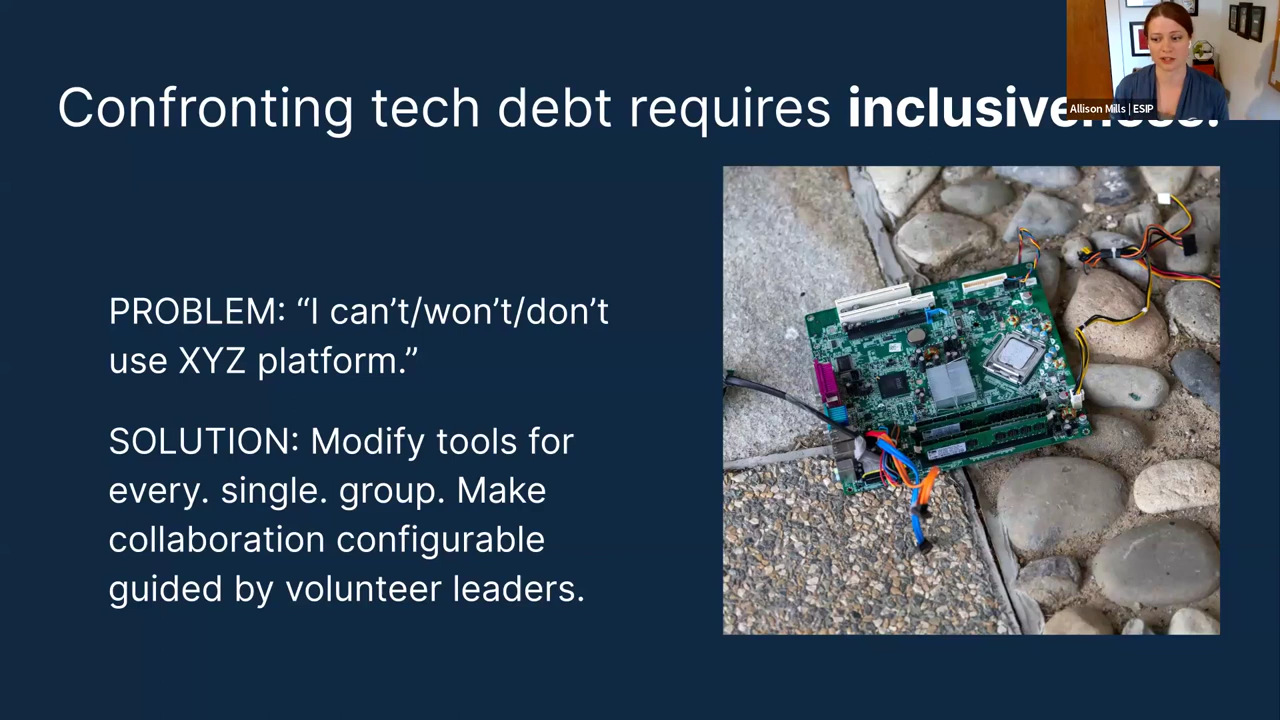 Confronting tech debt requires inclusiveness.
Allison Mills | ESIP
PROBLEM: “I can’t/won’t/don’t
use XYZ platform.”
SOLUTION: Modify tools for
every. single. group. Make
collaboration configurable
guided by volunteer leaders.